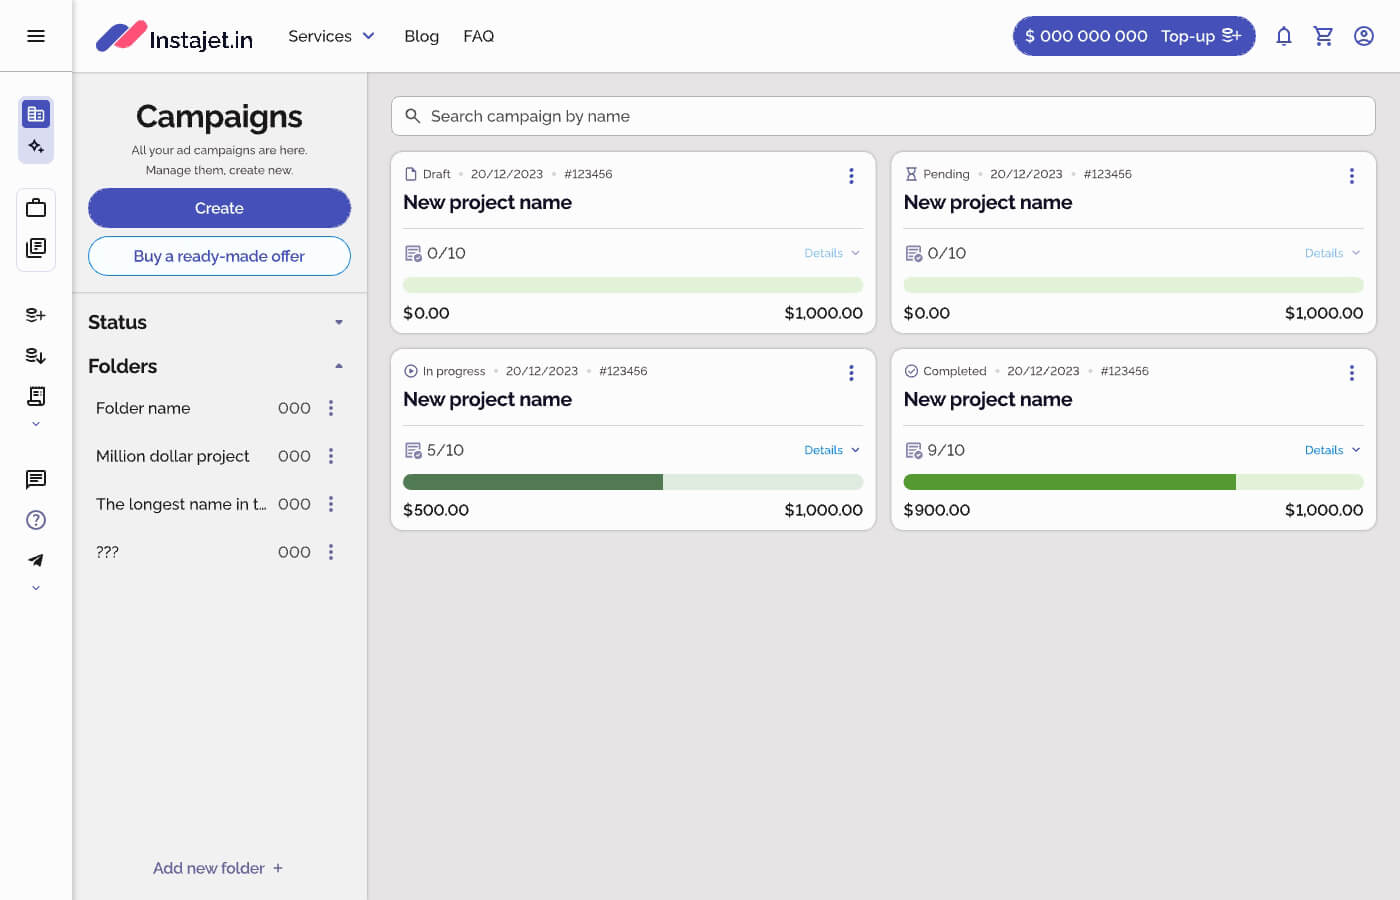 Instajet.in
Services
Blog
FAQ
$ 000 000 000 Top-up
Campaigns
All your ad campaigns are here.
Manage them, create new.
Create
Buy a ready-made offer
Status
Folders
Folder name 000
Million dollar project 000
The longest name in t... 000
??? 000
Add new folder +
Search campaign by name
Draft • 20/12/2023 • #123456
New project name
0/10 Details
$0.00 $1,000.00
Pending • 20/12/2023 • #123456
New project name
0/10 Details
$0.00 $1,000.00
In progress • 20/12/2023 • #123456
New project name
5/10 Details
$500.00 $1,000.00
Completed • 20/12/2023 • #123456
New project name
9/10 Details
$900.00 $1,000.00